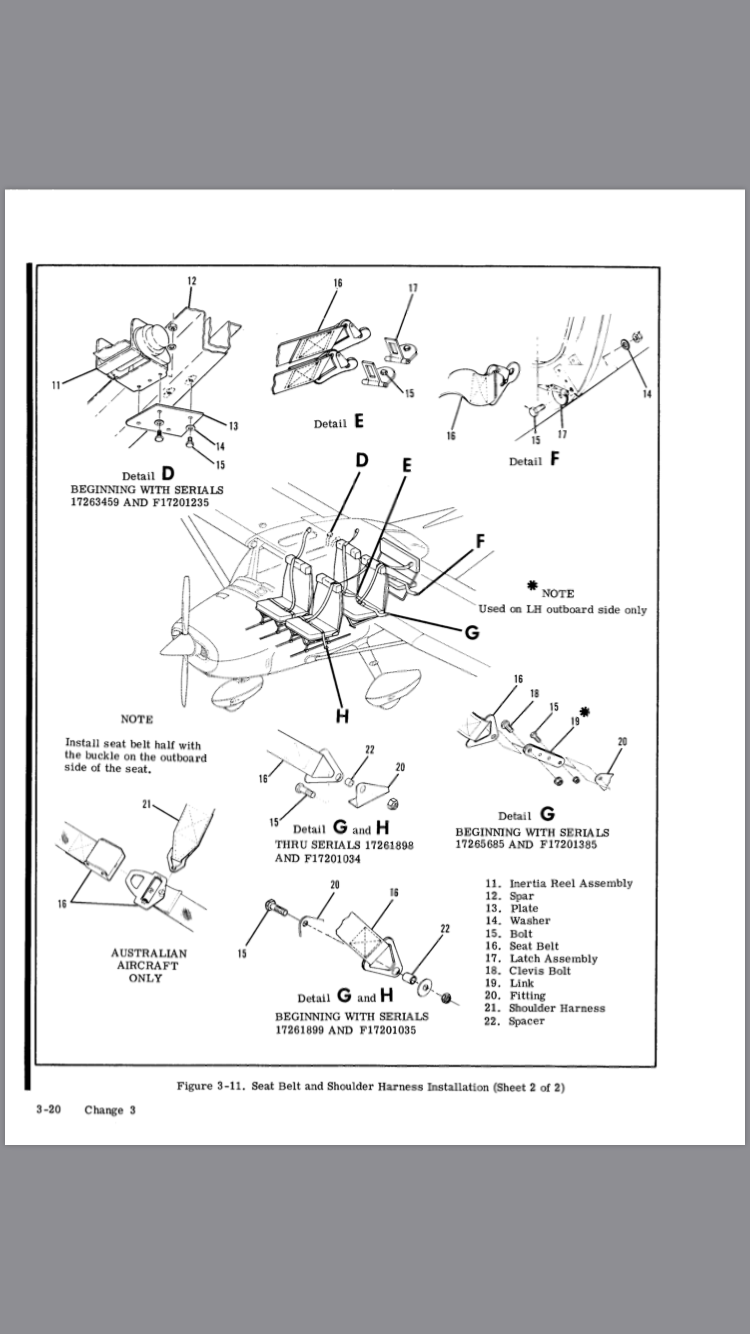 12
11
13
14
15
Detail D
BEGINNING WITH SERIALS
17263459 AND F17201235
16
17
15
Detail E
16
15
17
14
Detail F
D
E
F
G
H
* NOTE
Used on LH outboard side only
NOTE
Install seat belt half with
the buckle on the outboard
side of the seat.
21
16
AUSTRALIAN
AIRCRAFT
ONLY
16
22
20
15
Detail G and H
THRU SERIALS 17261898
AND F17201034
16
18
15
19
*
20
Detail G
BEGINNING WITH SERIALS
17265685 AND F17201385
20
16
15
22
Detail G and H
BEGINNING WITH SERIALS
17261899 AND F17201035
11. Inertia Reel Assembly
12. Spar
13. Plate
14. Washer
15. Bolt
16. Seat Belt
17. Latch Assembly
18. Clevis Bolt
19. Link
20. Fitting
21. Shoulder Harness
22. Spacer
Figure 3-11. Seat Belt and Shoulder Harness Installation (Sheet 2 of 2)
3-20 Change 3